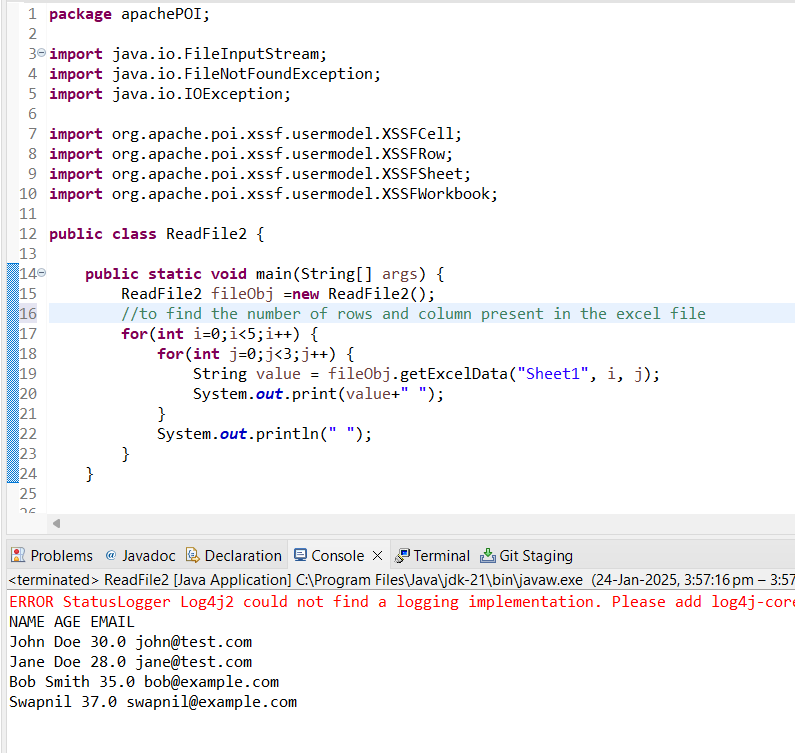 1 package apachePOI;
2
3 import java.io.FileInputStream;
4 import java.io.FileNotFoundException;
5 import java.io.IOException;
6
7 import org.apache.poi.xssf.usermodel.XSSFCell;
8 import org.apache.poi.xssf.usermodel.XSSFRow;
9 import org.apache.poi.xssf.usermodel.XSSFSheet;
10 import org.apache.poi.xssf.usermodel.XSSFWorkbook;
11
12 public class ReadFile2 {
13
14     public static void main(String[] args) {
15         ReadFile2 fileObj =new ReadFile2();
16         //to find the number of rows and column present in the excel file
17         for(int i=0;i<5;i++) {
18             for(int j=0;j<3;j++) {
19                 String value = fileObj.getExcelData("Sheet1", i, j);
20                 System.out.print(value+" ");
21             }
22             System.out.println(" ");
23         }
24     }
25
26
Problems @ Javadoc Declaration Console Terminal Git Staging
<terminated> ReadFile2 [Java Application] C:\Program Files\Java\jdk-21\bin\javaw.exe (24-Jan-2025, 3:57:16 pm – 3:57
ERROR StatusLogger Log4j2 could not find a logging implementation. Please add log4j-core
NAME AGE EMAIL
John Doe 30.0 john@test.com
Jane Doe 28.0 jane@test.com
Bob Smith 35.0 bob@example.com
Swapnil 37.0 swapnil@example.com